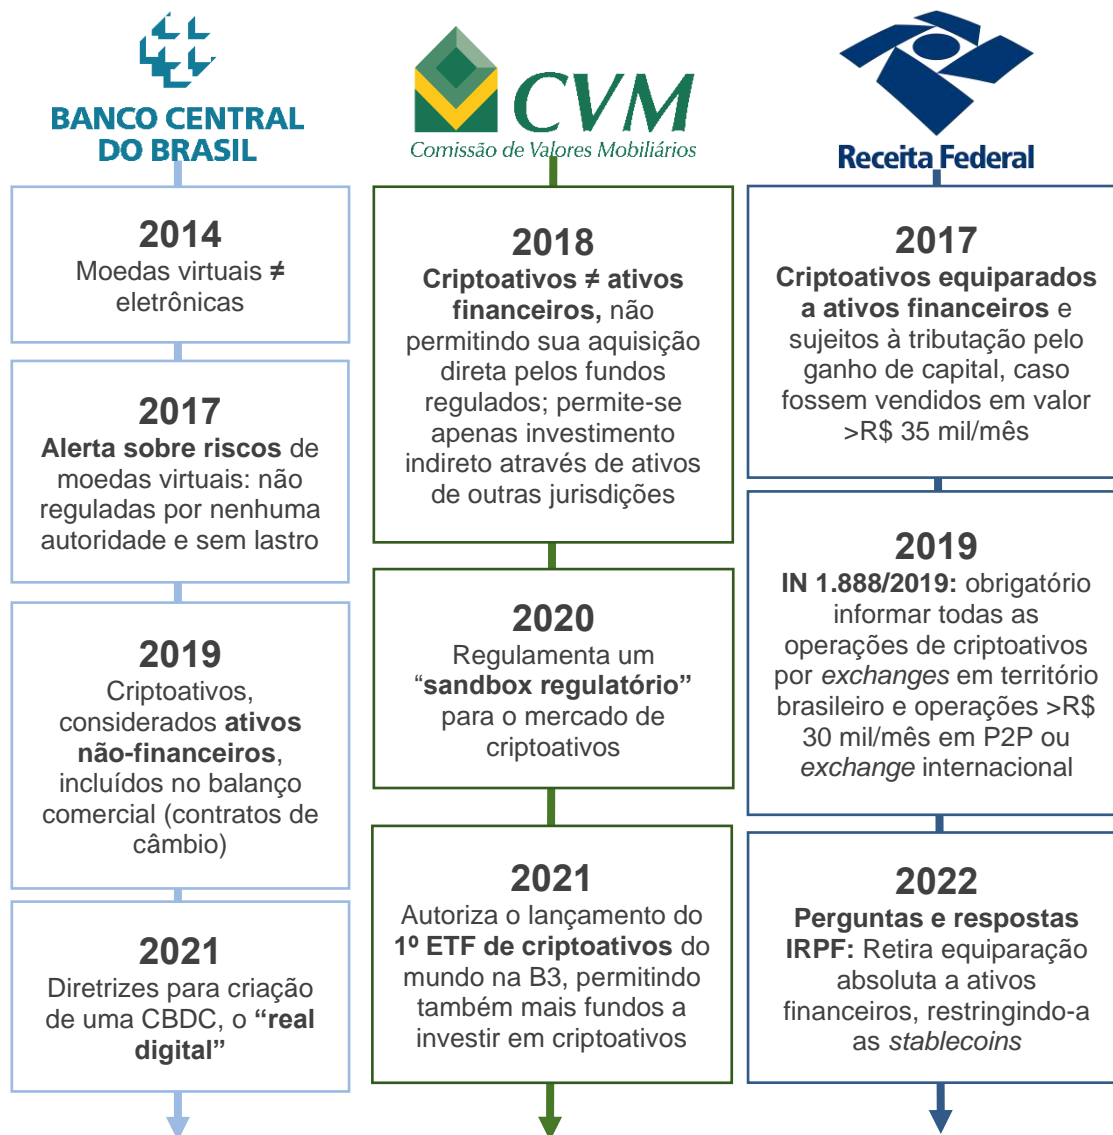 BANCO CENTRAL
DO BRASIL
2014
Moedas virtuais ≠
eletrônicas
2017
Alerta sobre riscos de
moedas virtuais: não
reguladas por nenhuma
autoridade e sem lastro
2019
Criptoativos,
considerados ativos
não-financeiros,
incluídos no balanço
comercial (contratos de
câmbio)
2021
Diretrizes para criação
de uma CBDC, o “real
digital”
CVM
Comissão de Valores Mobiliários
2018
Criptoativos ≠ ativos
financeiros, não
permitindo sua aquisição
direta pelos fundos
regulados; permite-se
apenas investimento
indireto através de ativos
de outras jurisdições
2020
Regulamenta um
“sandbox regulatório”
para o mercado de
criptoativos
2021
Autoriza o lançamento do
1º ETF de criptoativos do
mundo na B3, permitindo
também mais fundos a
investir em criptoativos
Receita Federal
2017
Criptoativos equiparados
a ativos financeiros e
sujeitos à tributação pelo
ganho de capital, caso
fossem vendidos em valor
>R$ 35 mil/mês
2019
IN 1.888/2019: obrigatório
informar todas as
operações de criptoativos
por exchanges em território
brasileiro e operações >R$
30 mil/mês em P2P ou
exchange internacional
2022
Perguntas e respostas
IRPF: Retira equiparação
absoluta a ativos
financeiros, restringindo-a
as stablecoins